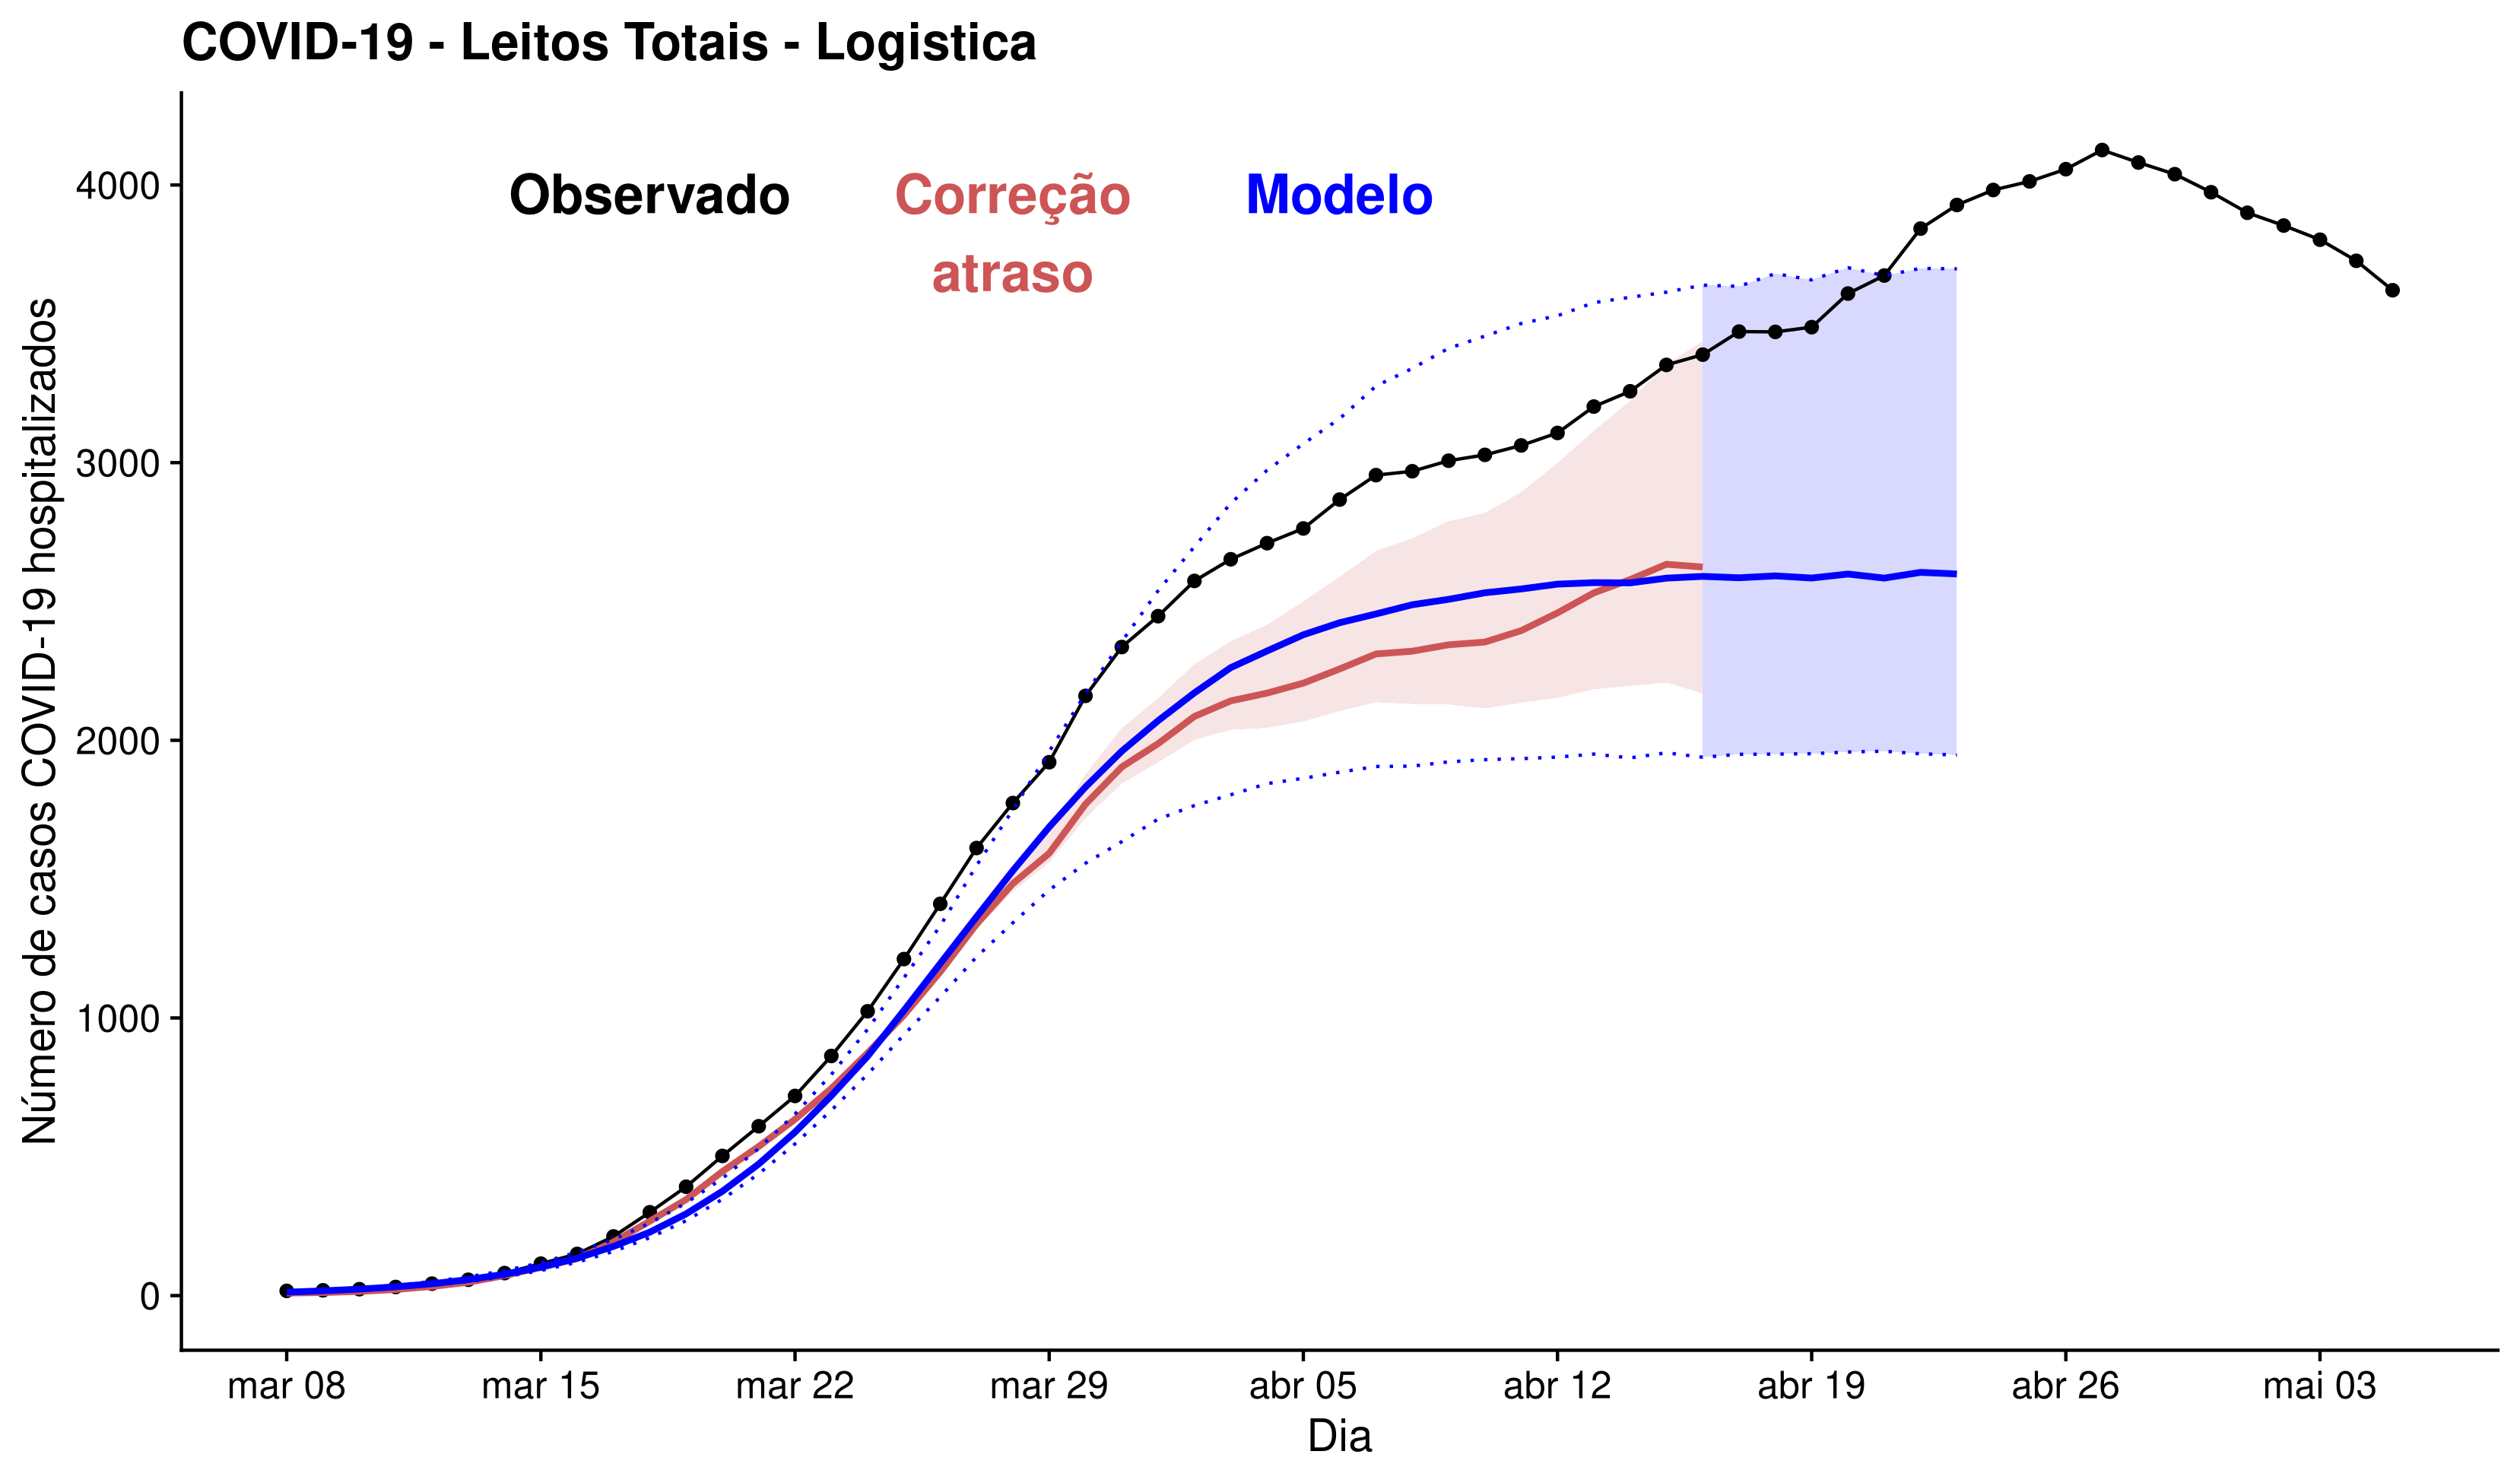 COVID-19 - Leitos Totais - Logistica
Observado Correção Modelo
atraso
Número de casos COVID-19 hospitalizados
4000
3000
2000
1000
0
mar 08 mar 15 mar 22 mar 29 abr 05 abr 12 abr 19 abr 26 mai 03
Dia